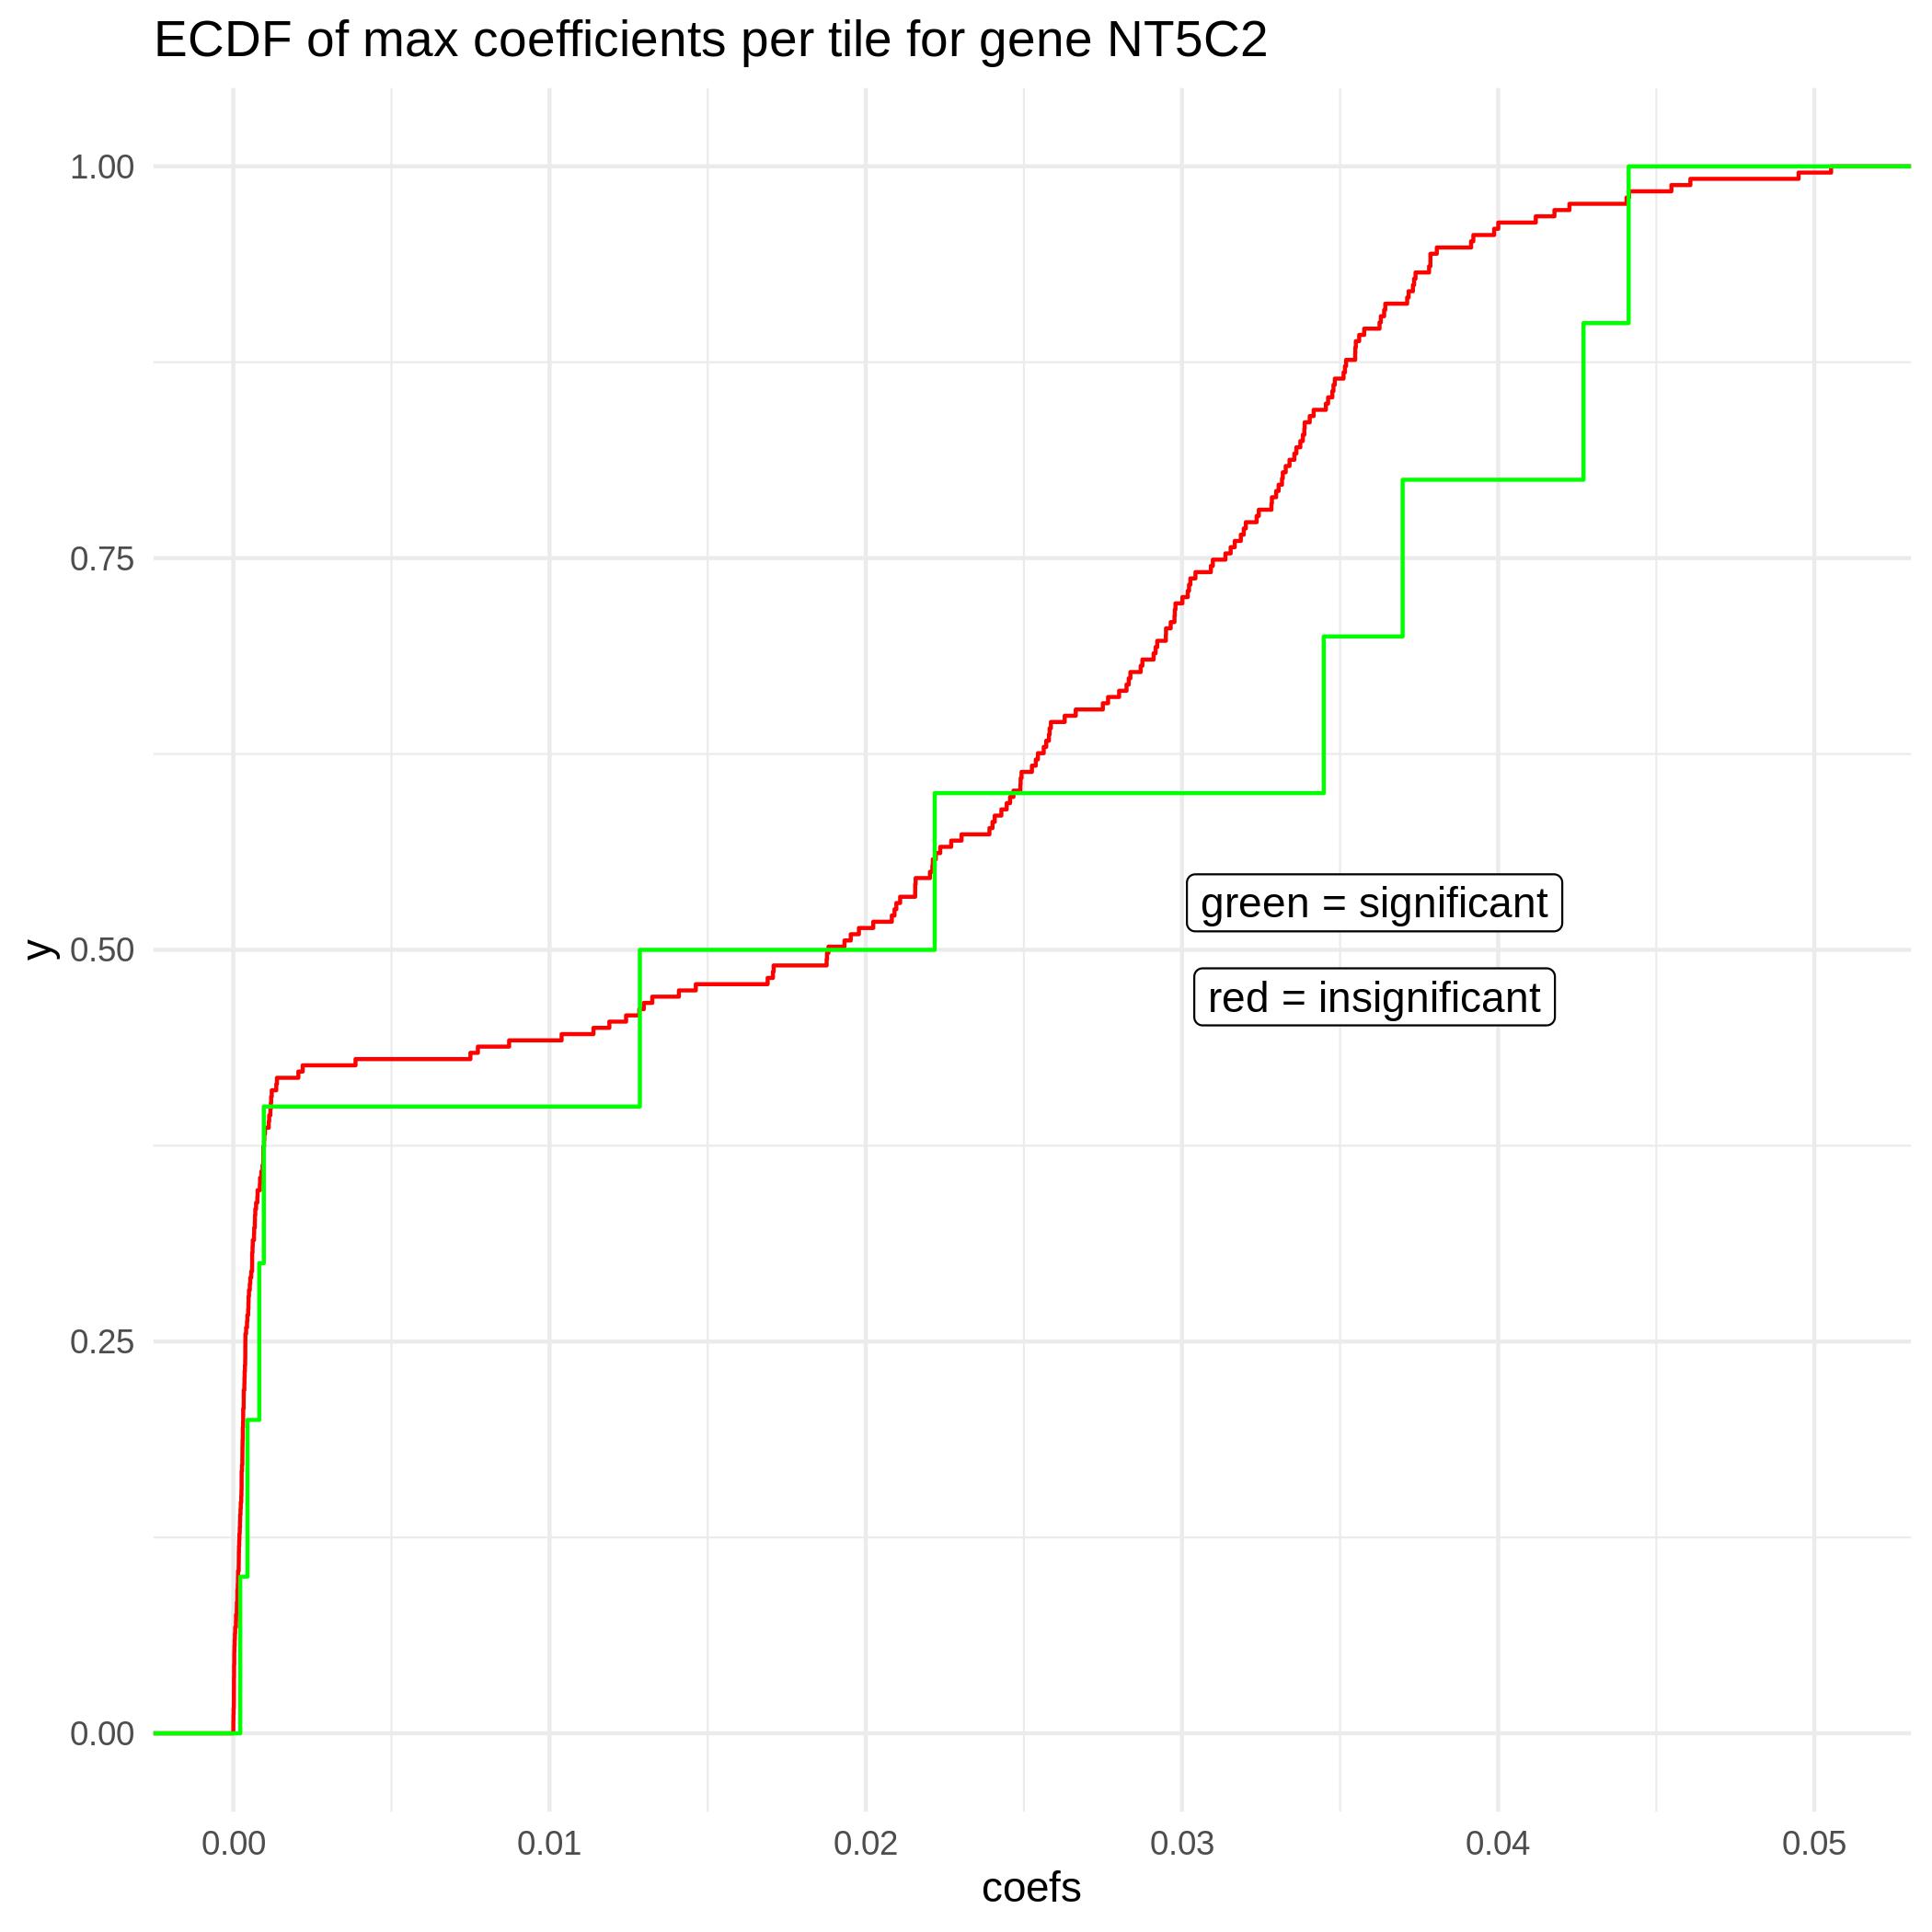 ECDF of max coefficients per tile for gene NT5C2
1.00
0.75
0.50
0.25
0.00
y
green = significant
red = insignificant
0.00 0.01 0.02 0.03 0.04 0.05
coefs